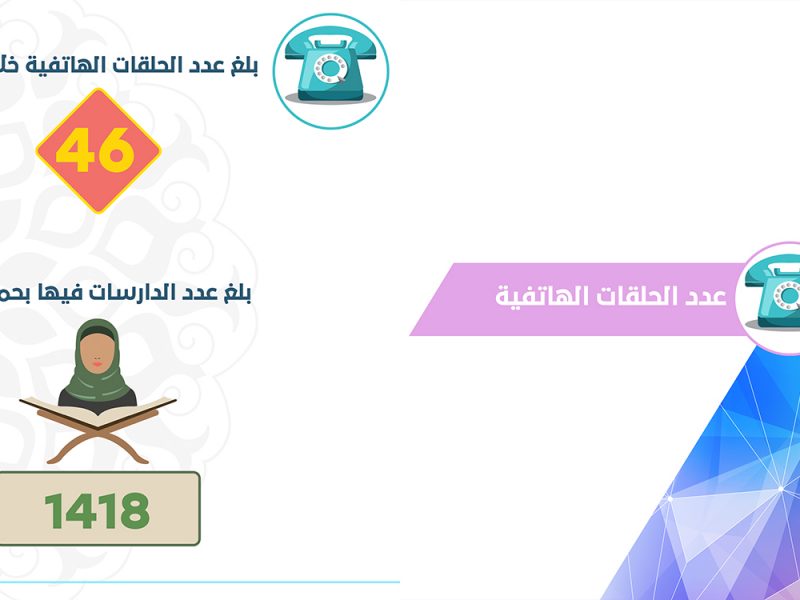 عدد الحلقات الهاتفية
بلغ عدد الحلقات الهاتفية
46
بلغ عدد الدارسات فيها
1418